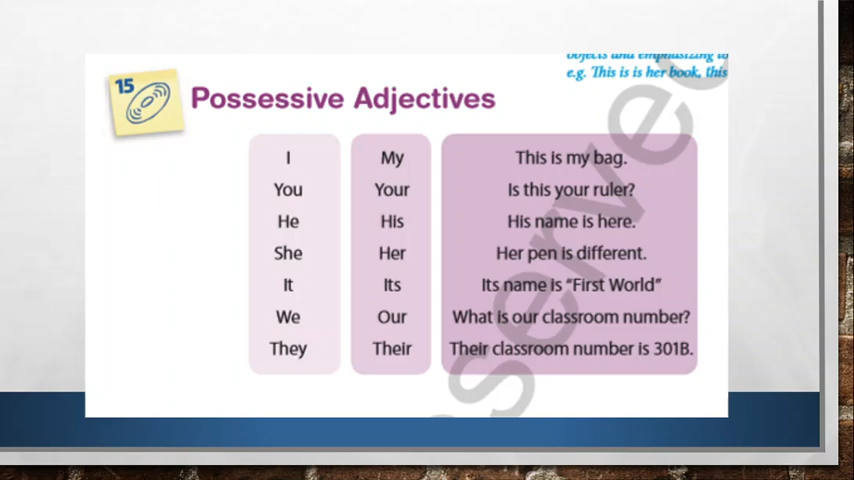 e.g. This is is her book, this
15
Possessive Adjectives
I My This is my bag.
You Your Is this your ruler?
He His His name is here.
She Her Her pen is different.
It Its Its name is “First World”
We Our What is our classroom number?
They Their Their classroom number is 301B.